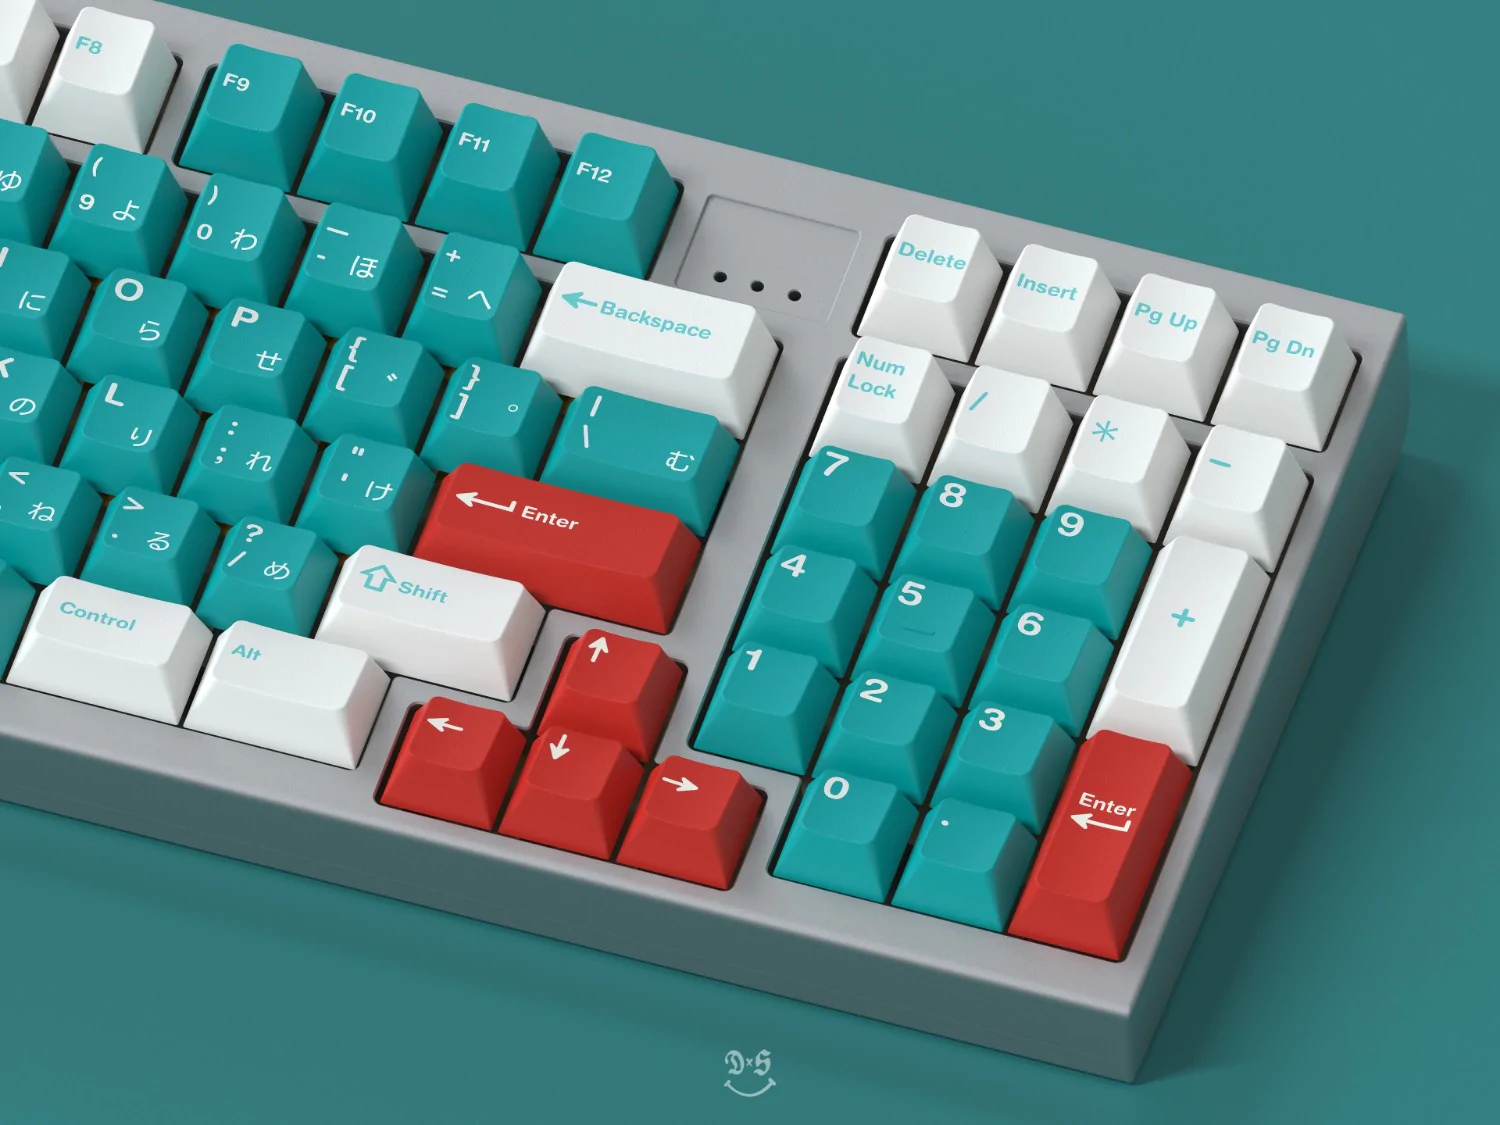 F8
F9
F10
F11
F12
ゆ
(
9 よ
)
0 わ
—
- ほ
+
= へ
← Backspace
Delete
Insert
Pg Up
Pg Dn
に
O
ら
P
せ
{
[ ゛
}
] ゜
|
\ む
Num
Lock
/
*
-
K
の
L
り
:
; れ
"
' け
Enter
7
8
9
+
<
, ね
>
. る
?
/ め
Shift
4
5
6
Control
Alt
↑
←
↓
→
1
2
3
0
.
Enter
D×S